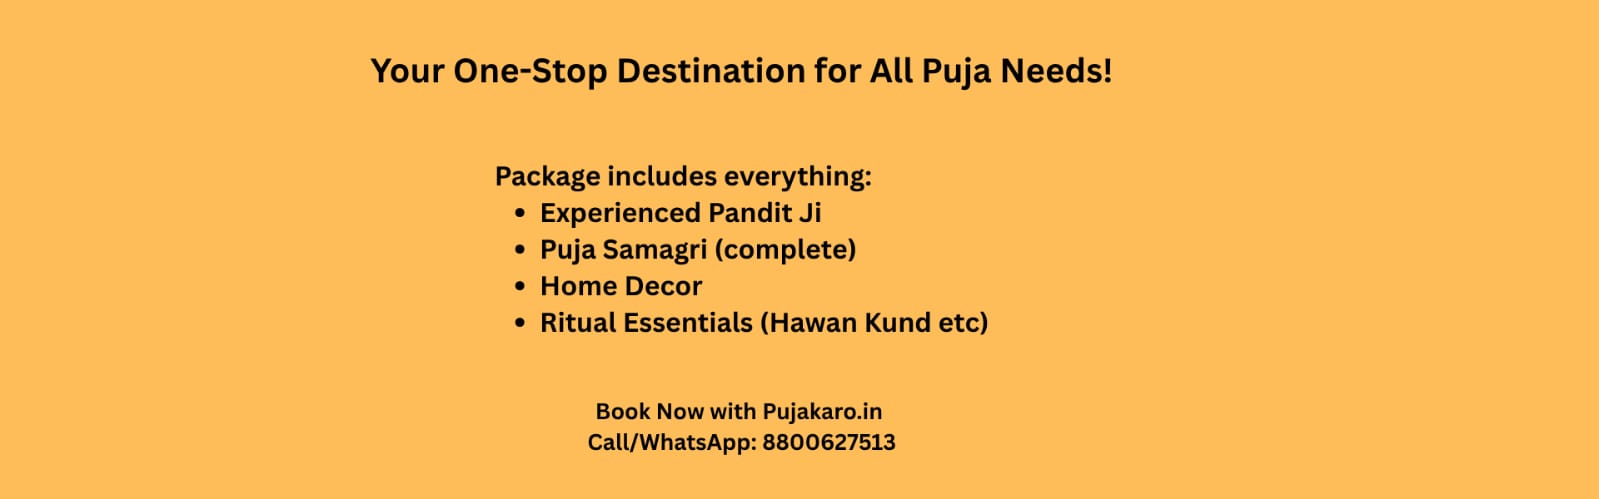 Your One-Stop Destination for All Puja Needs!
Package includes everything:
• Experienced Pandit Ji
• Puja Samagri (complete)
• Home Decor
• Ritual Essentials (Hawan Kund etc)
Book Now with Pujakaro.in
Call/WhatsApp: 8800627513